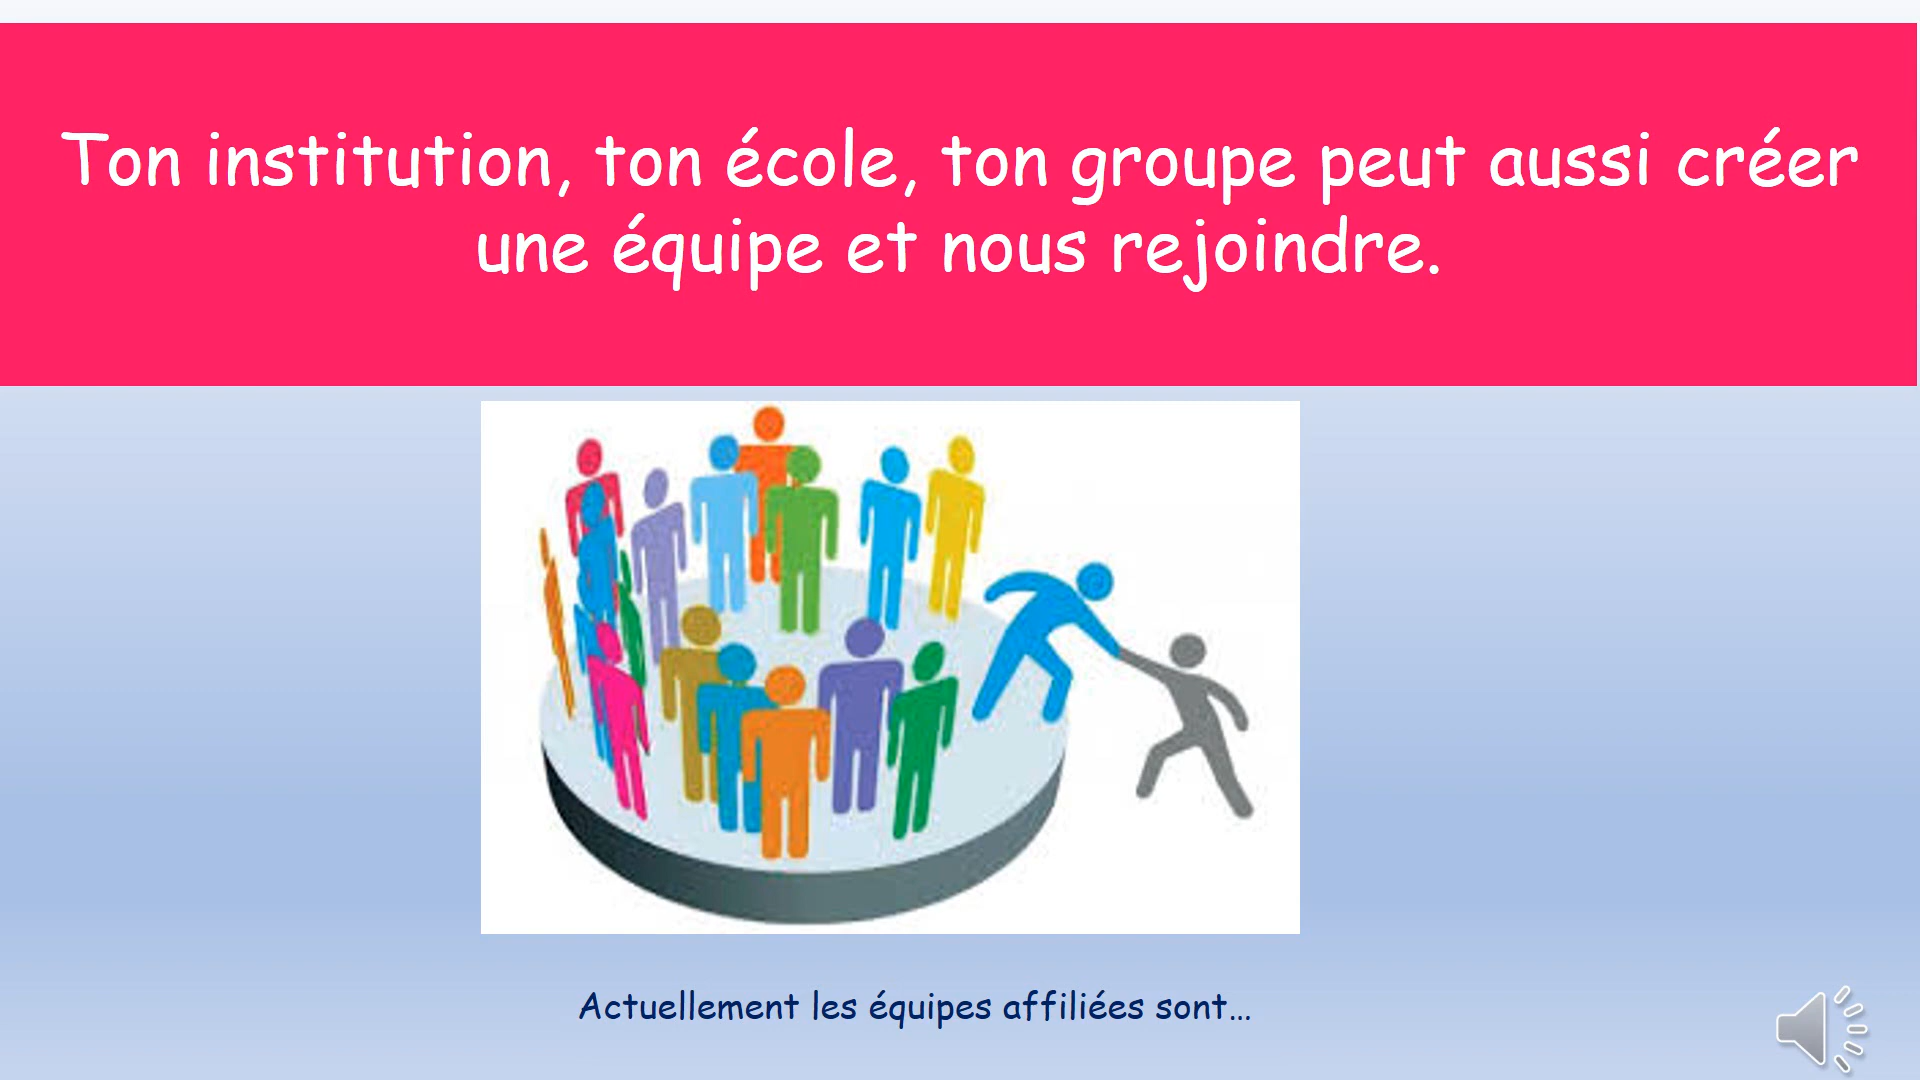 Ton institution, ton école, ton groupe peut aussi créer
une équipe et nous rejoindre.
Actuellement les équipes affiliées sont...